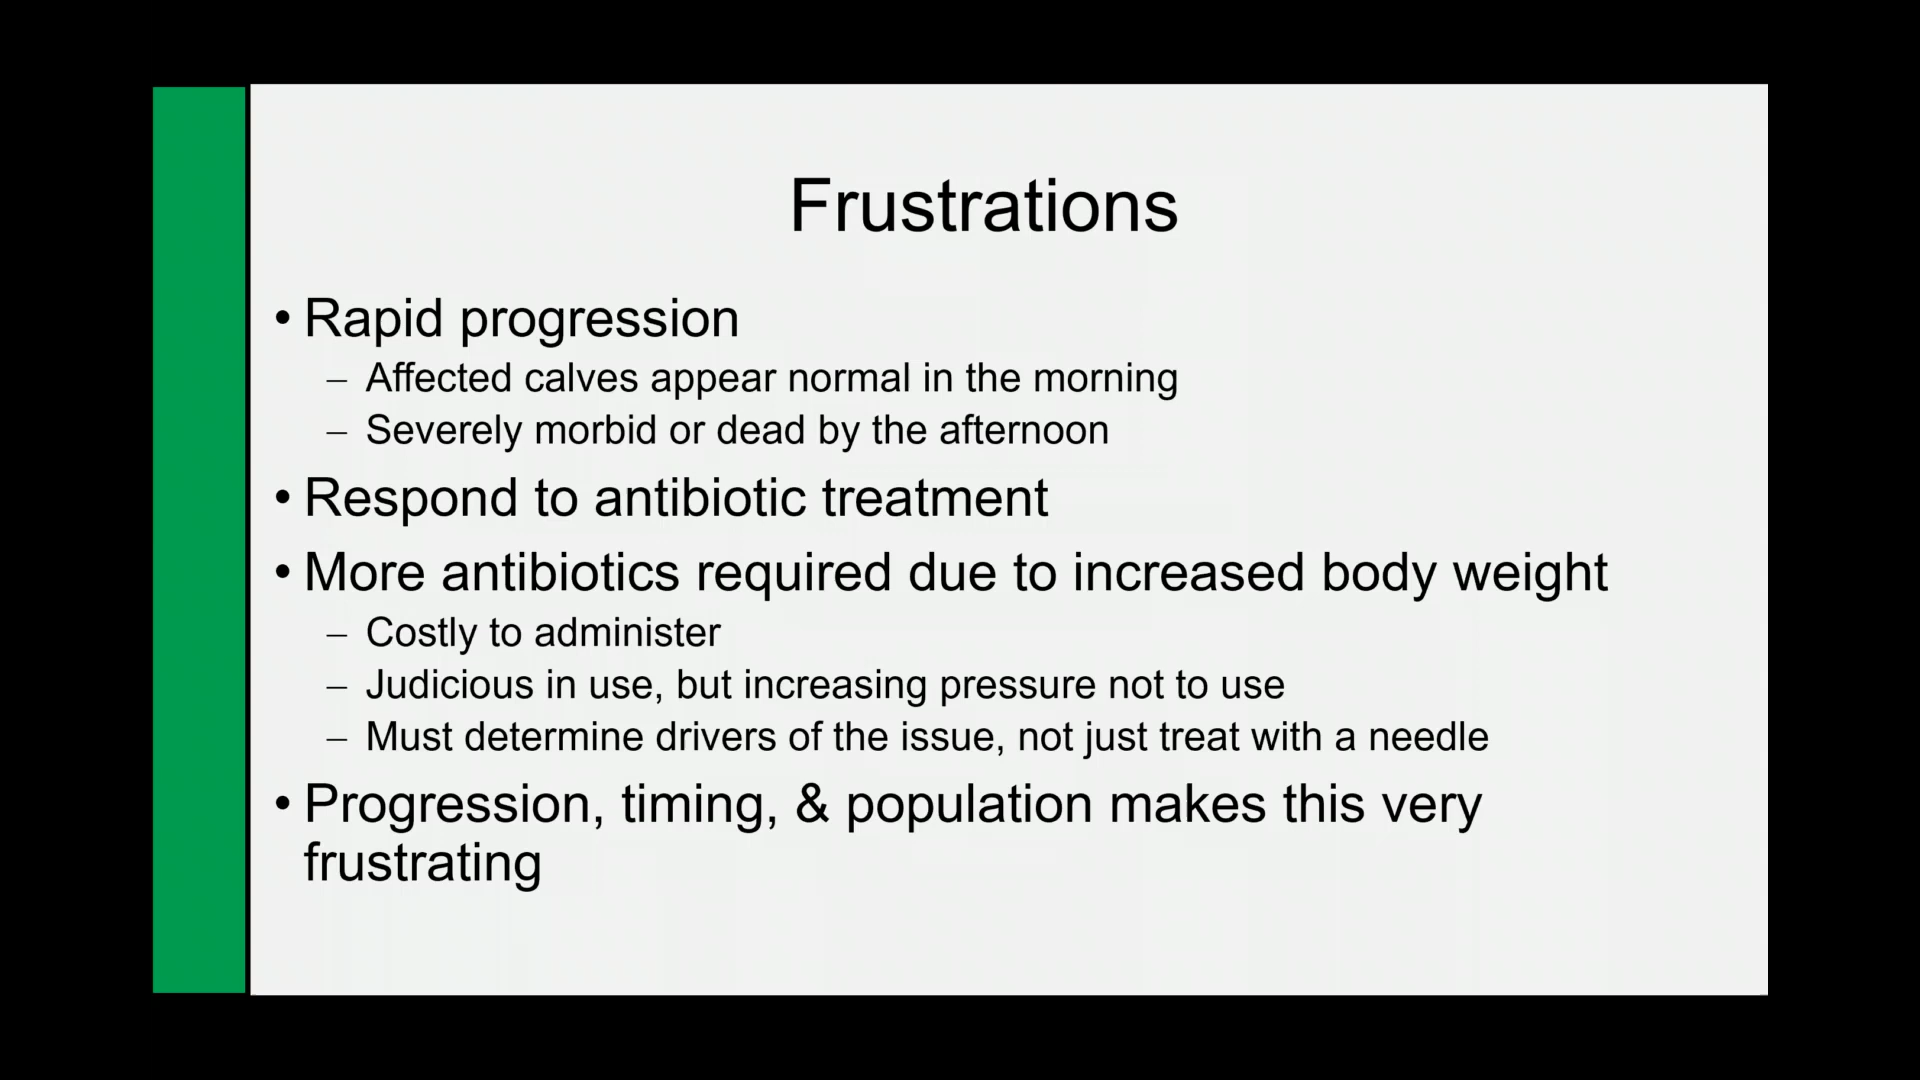 Frustrations
• Rapid progression
– Affected calves appear normal in the morning
– Severely morbid or dead by the afternoon
• Respond to antibiotic treatment
• More antibiotics required due to increased body weight
– Costly to administer
– Judicious in use, but increasing pressure not to use
– Must determine drivers of the issue, not just treat with a needle
• Progression, timing, & population makes this very
frustrating